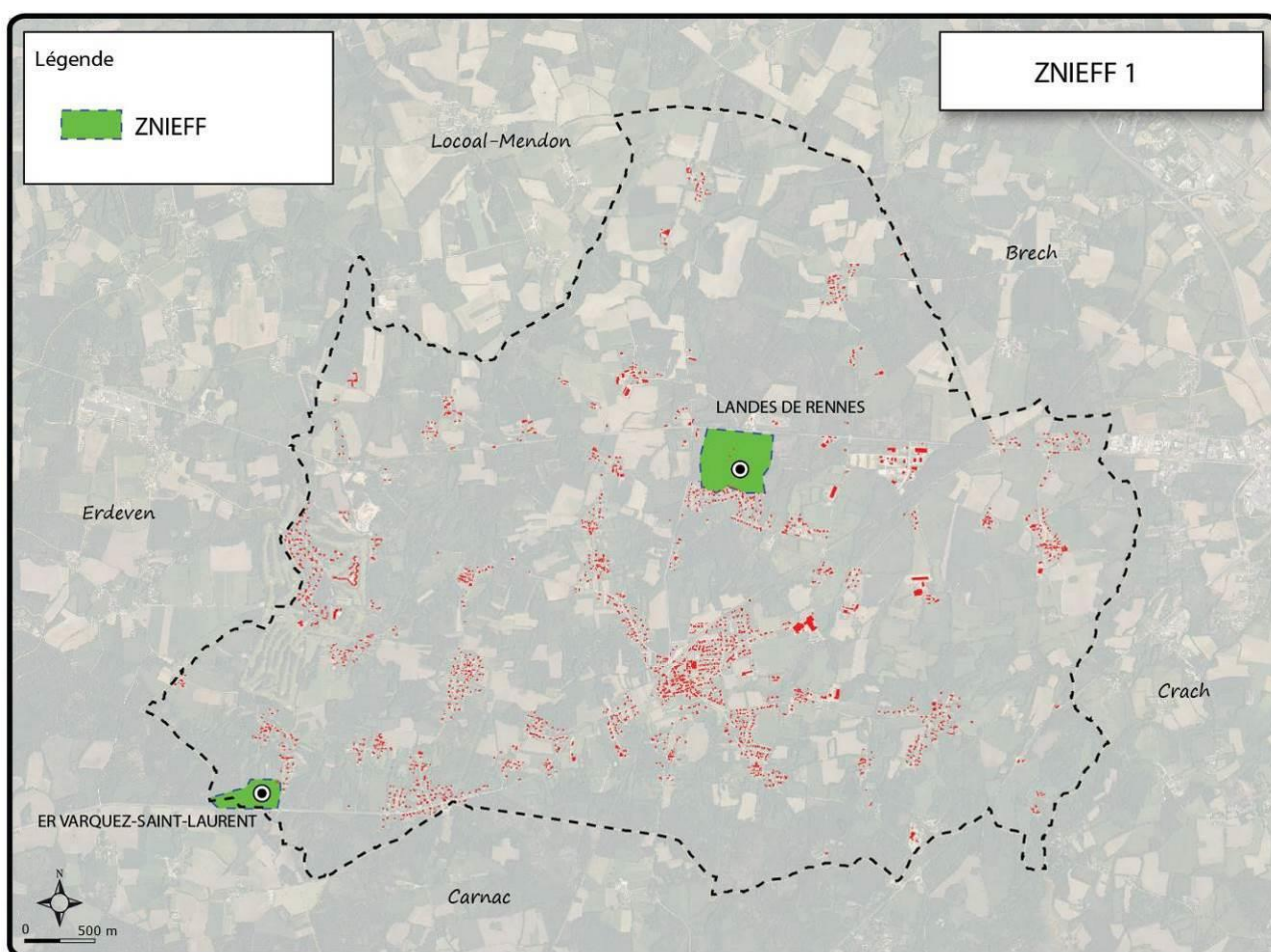 Légende
ZNIEFF
ZNIEFF 1
Locoal-Mendon
Brech
LANDES DE RENNES
Erdeven
Crach
ER VARQUEZ-SAINT-LAURENT
Carnac
N
0 500 m